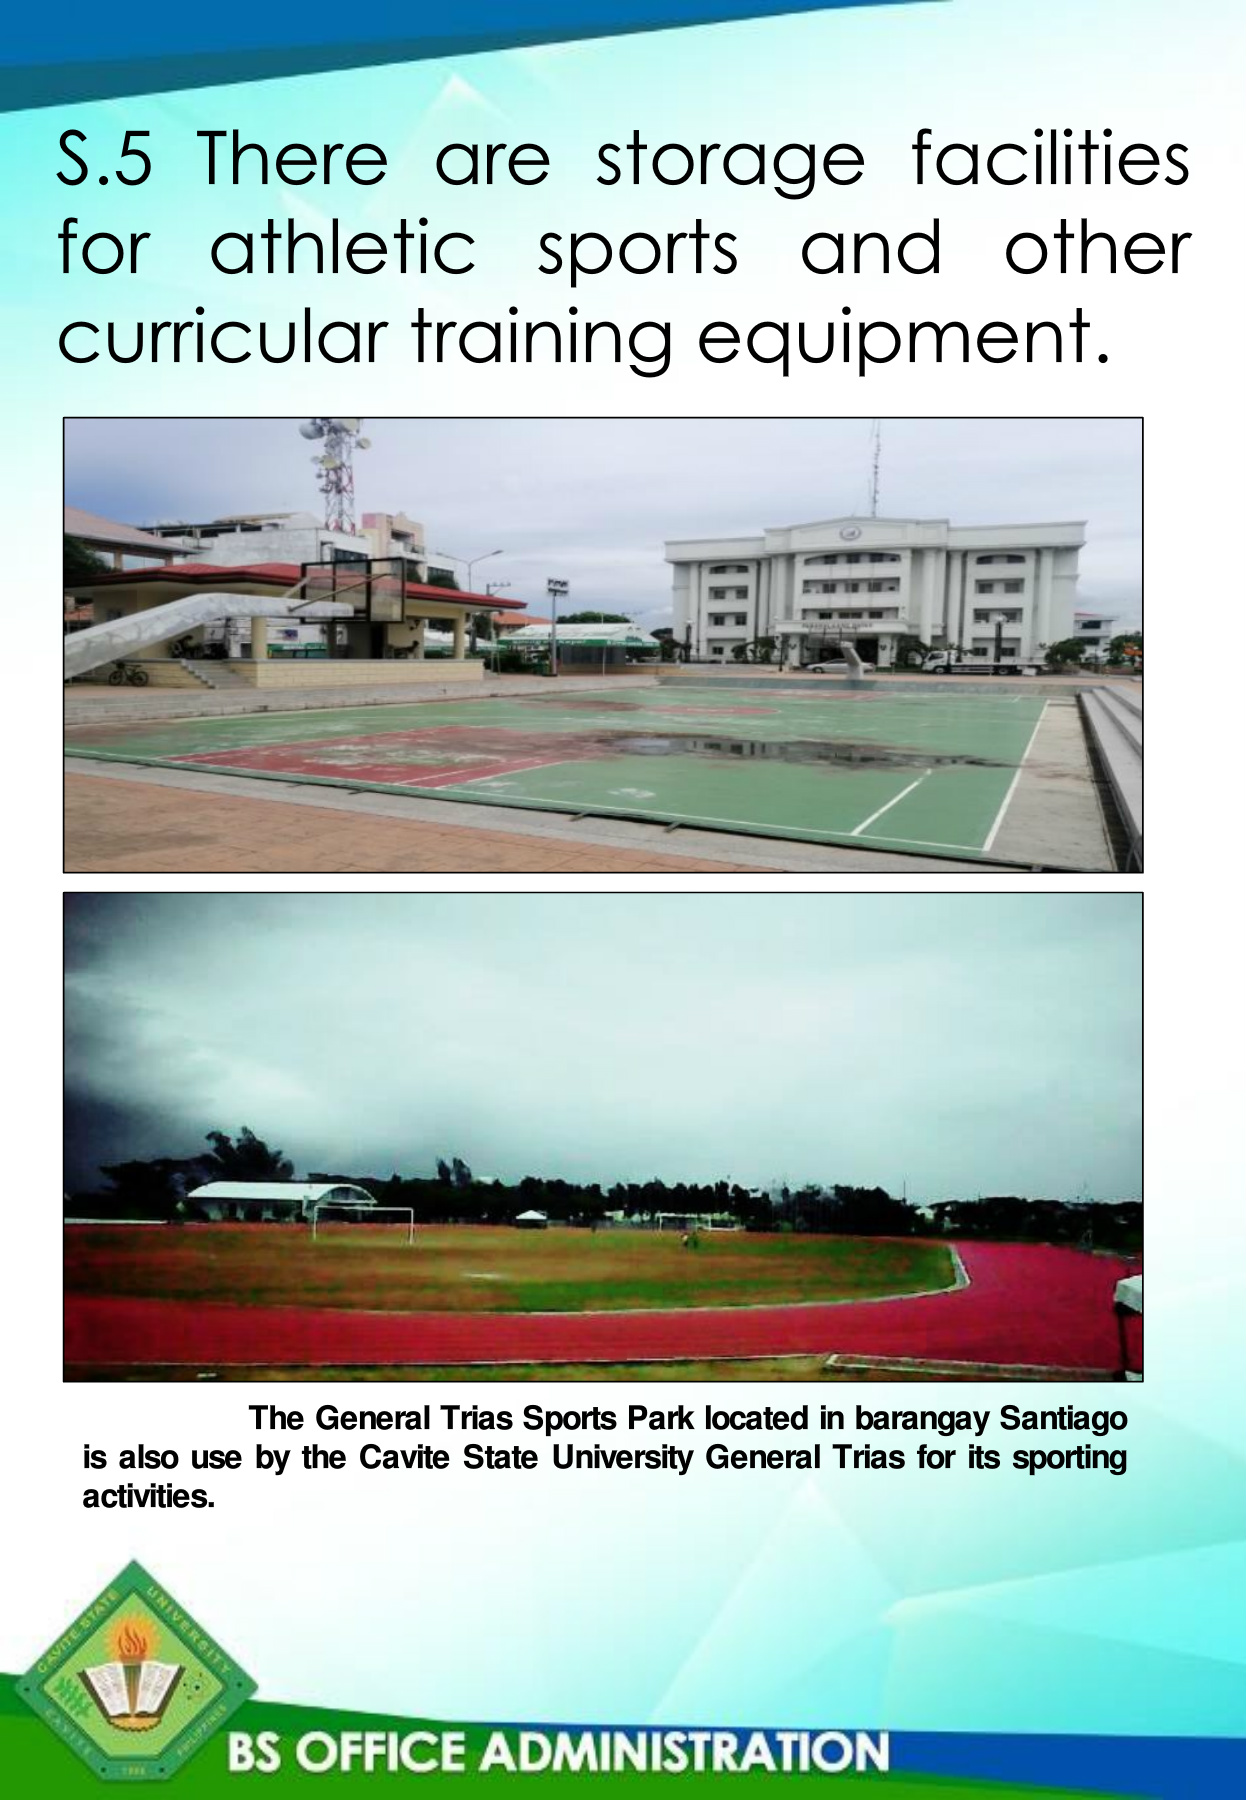 S.5 There are storage facilities
for athletic sports and other
curricular training equipment.
The General Trias Sports Park located in barangay Santiago
is also use by the Cavite State University General Trias for its sporting
activities.
CAVITE STATE UNIVERSITY
CAVITE PHILIPPINES
BS OFFICE ADMINISTRATION